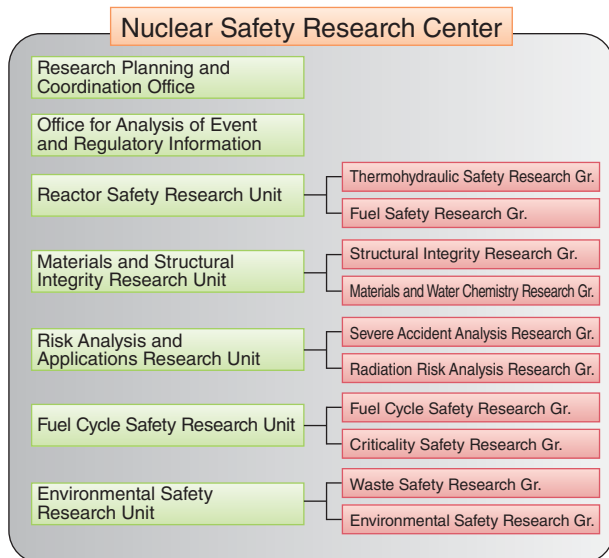 Nuclear Safety Research Center
Research Planning and
Coordination Office
Office for Analysis of Event
and Regulatory Information
Reactor Safety Research Unit
Thermohydraulic Safety Research Gr.
Fuel Safety Research Gr.
Materials and Structural
Integrity Research Unit
Structural Integrity Research Gr.
Materials and Water Chemistry Research Gr.
Risk Analysis and
Applications Research Unit
Severe Accident Analysis Research Gr.
Radiation Risk Analysis Research Gr.
Fuel Cycle Safety Research Unit
Fuel Cycle Safety Research Gr.
Criticality Safety Research Gr.
Environmental Safety
Research Unit
Waste Safety Research Gr.
Environmental Safety Research Gr.